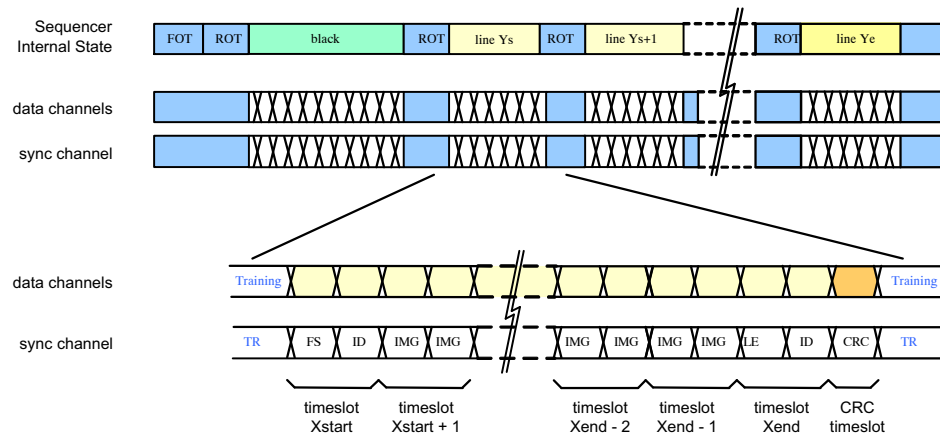 Sequencer
Internal State
FOT ROT black ROT line Ys ROT line Ys+1 ROT line Ye
data channels
sync channel
data channels
Training Training
sync channel
TR FS ID IMG IMG IMG IMG IMG IMG LE ID CRC TR
timeslot timeslot timeslot timeslot timeslot CRC
Xstart Xstart + 1 Xend - 2 Xend - 1 Xend timeslot